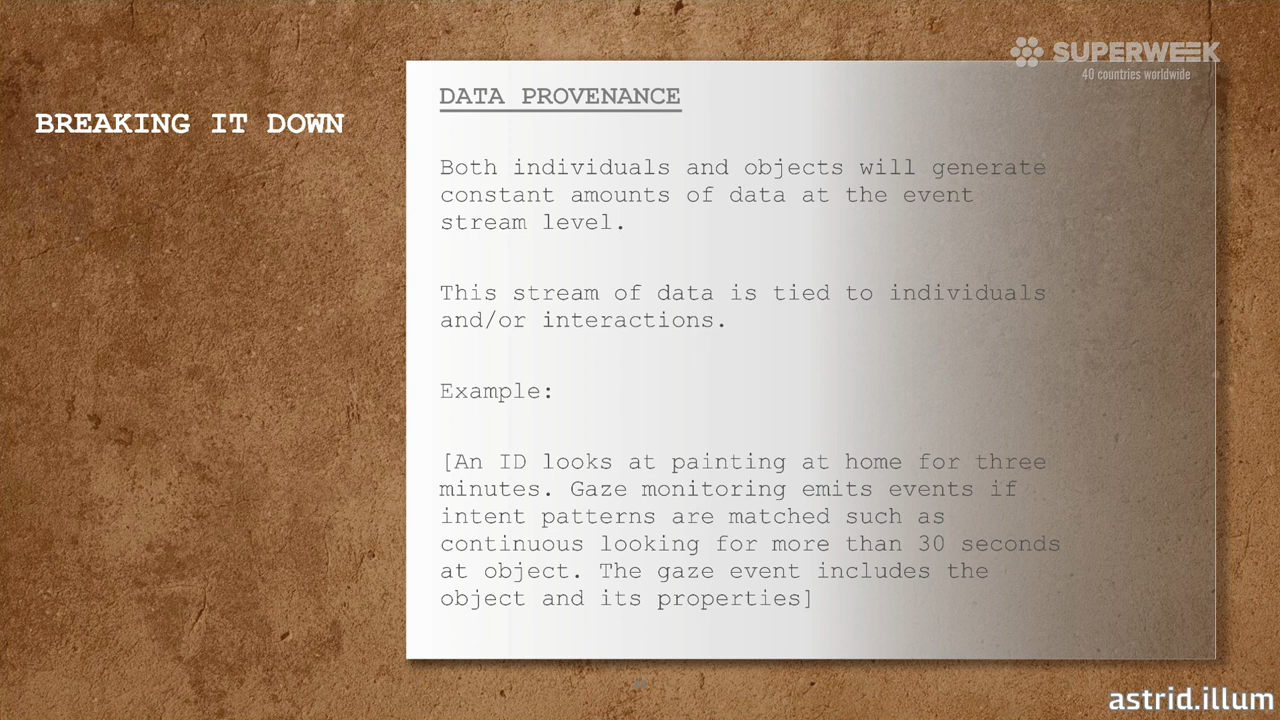 SUPERWEEK
40 countries worldwide
BREAKING IT DOWN
DATA PROVENANCE
Both individuals and objects will generate
constant amounts of data at the event
stream level.
This stream of data is tied to individuals
and/or interactions.
Example:
[An ID looks at painting at home for three
minutes. Gaze monitoring emits events if
intent patterns are matched such as
continuous looking for more than 30 seconds
at object. The gaze event includes the
object and its properties]
astrid.illum